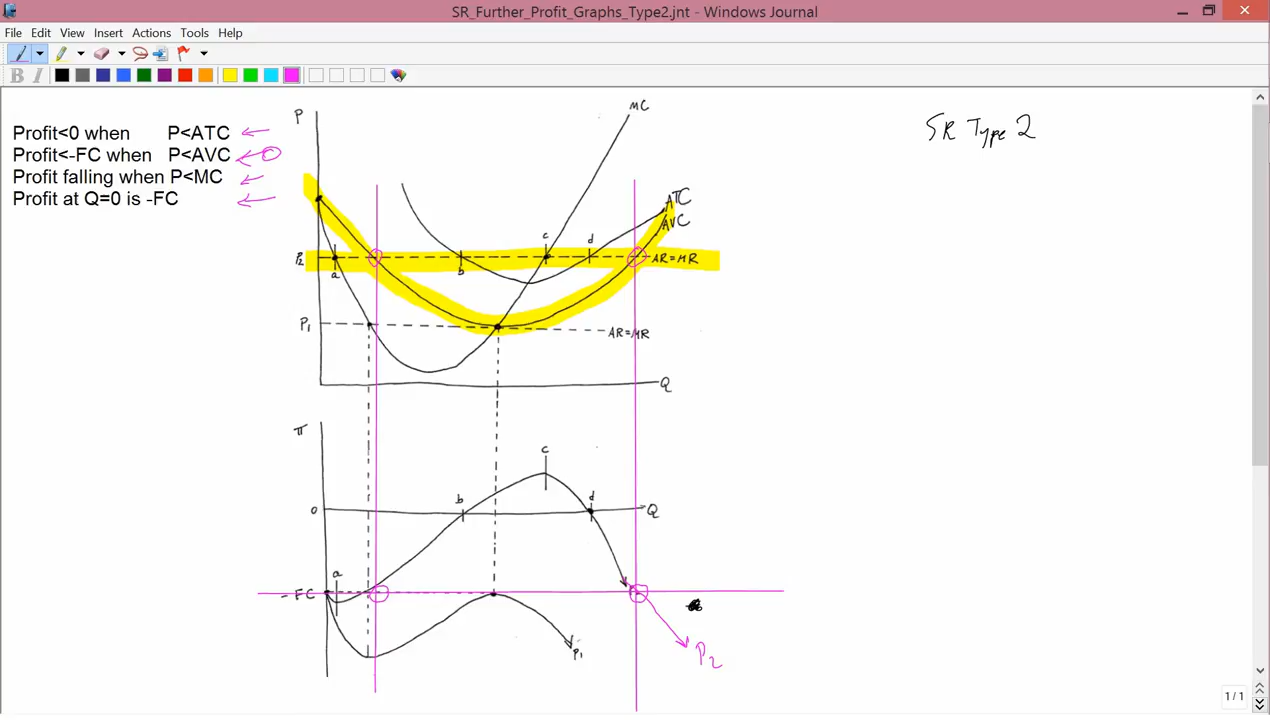 SR_Further_Profit_Graphs_Type2.jnt - Windows Journal
File Edit View Insert Actions Tools Help
B I
Profit<0 when P<ATC
Profit<-FC when P<AVC
Profit falling when P<MC
Profit at Q=0 is -FC
SR Type 2
P
MC
ATC
AVC
P2
a
b
c
d
AR=MR
P1
AR=MR
Q
π
c
b
d
0
Q
a
-FC
P1
P2
1 / 1